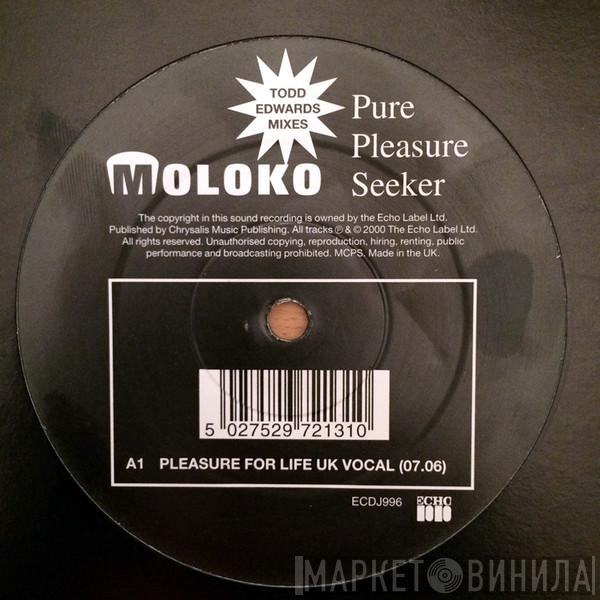 TODD
EDWARDS
MIXES
Pure
Pleasure
Seeker
MOLOKO
The copyright in this sound recording is owned by the Echo Label Ltd.
Published by Chrysalis Music Publishing. All tracks ℗ & © 2000 The Echo Label Ltd.
All rights reserved. Unauthorised copying, reproduction, hiring, renting, public
performance and broadcasting prohibited. MCPS. Made in the UK.
5 027529 721310
A1 PLEASURE FOR LIFE UK VOCAL (07.06)
ECDJ996 ECHO
МАРКЕТ ВИНИЛА